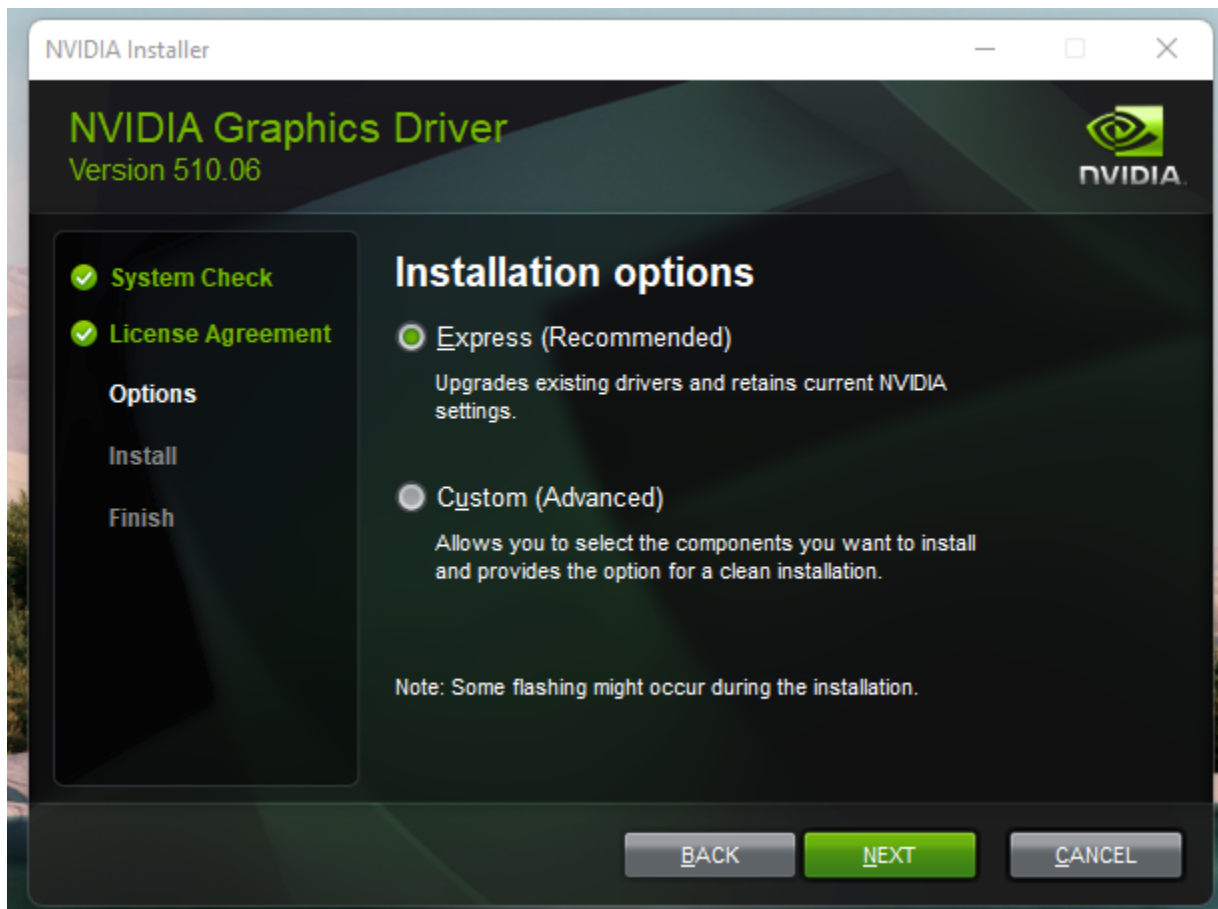 NVIDIA Installer
NVIDIA Graphics Driver
Version 510.06
NVIDIA.
System Check
License Agreement
Options
Install
Finish
Installation options
Express (Recommended)
Upgrades existing drivers and retains current NVIDIA
settings.
Custom (Advanced)
Allows you to select the components you want to install
and provides the option for a clean installation.
Note: Some flashing might occur during the installation.
BACK
NEXT
CANCEL